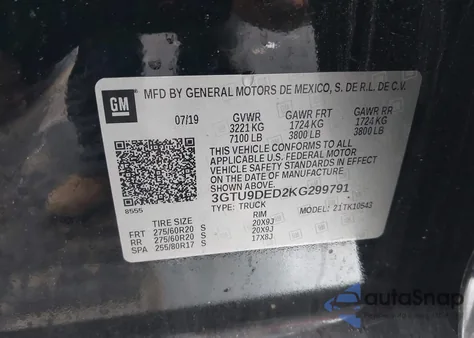 GM MFD BY GENERAL MOTORS DE MEXICO, S. DE R.L. DE C.V.
07/19 GVWR GAWR FRT GAWR RR
3221 KG 1724 KG 1724 KG
7100 LB 3800 LB 3800 LB
THIS VEHICLE CONFORMS TO ALL
APPLICABLE U.S. FEDERAL MOTOR
VEHICLE SAFETY STANDARDS IN EFFECT
ON THE DATE OF MANUFACTURE
SHOWN ABOVE.
3GTU9DED2KG299791
8555
TYPE: TRUCK MODEL: 21TK10543
TIRE SIZE RIM
FRT 275/60R20 S 20X9J
RR 275/60R20 S 20X9J
SPA 255/80R17 S 17X8J
autoSnap